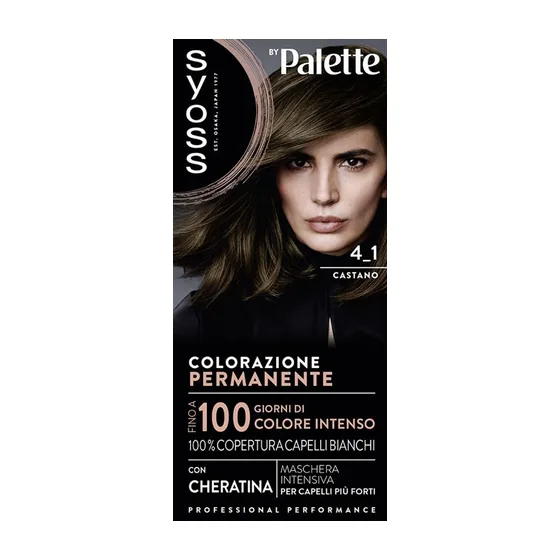 syoss
EST. OSAKA, JAPAN 1977
BY Palette
4_1
CASTANO
COLORAZIONE
PERMANENTE
FINO A 100 GIORNI DI
COLORE INTENSO
100% COPERTURA CAPELLI BIANCHI
CON
CHERATINA
MASCHERA
INTENSIVA
PER CAPELLI PIÙ FORTI
PROFESSIONAL PERFORMANCE